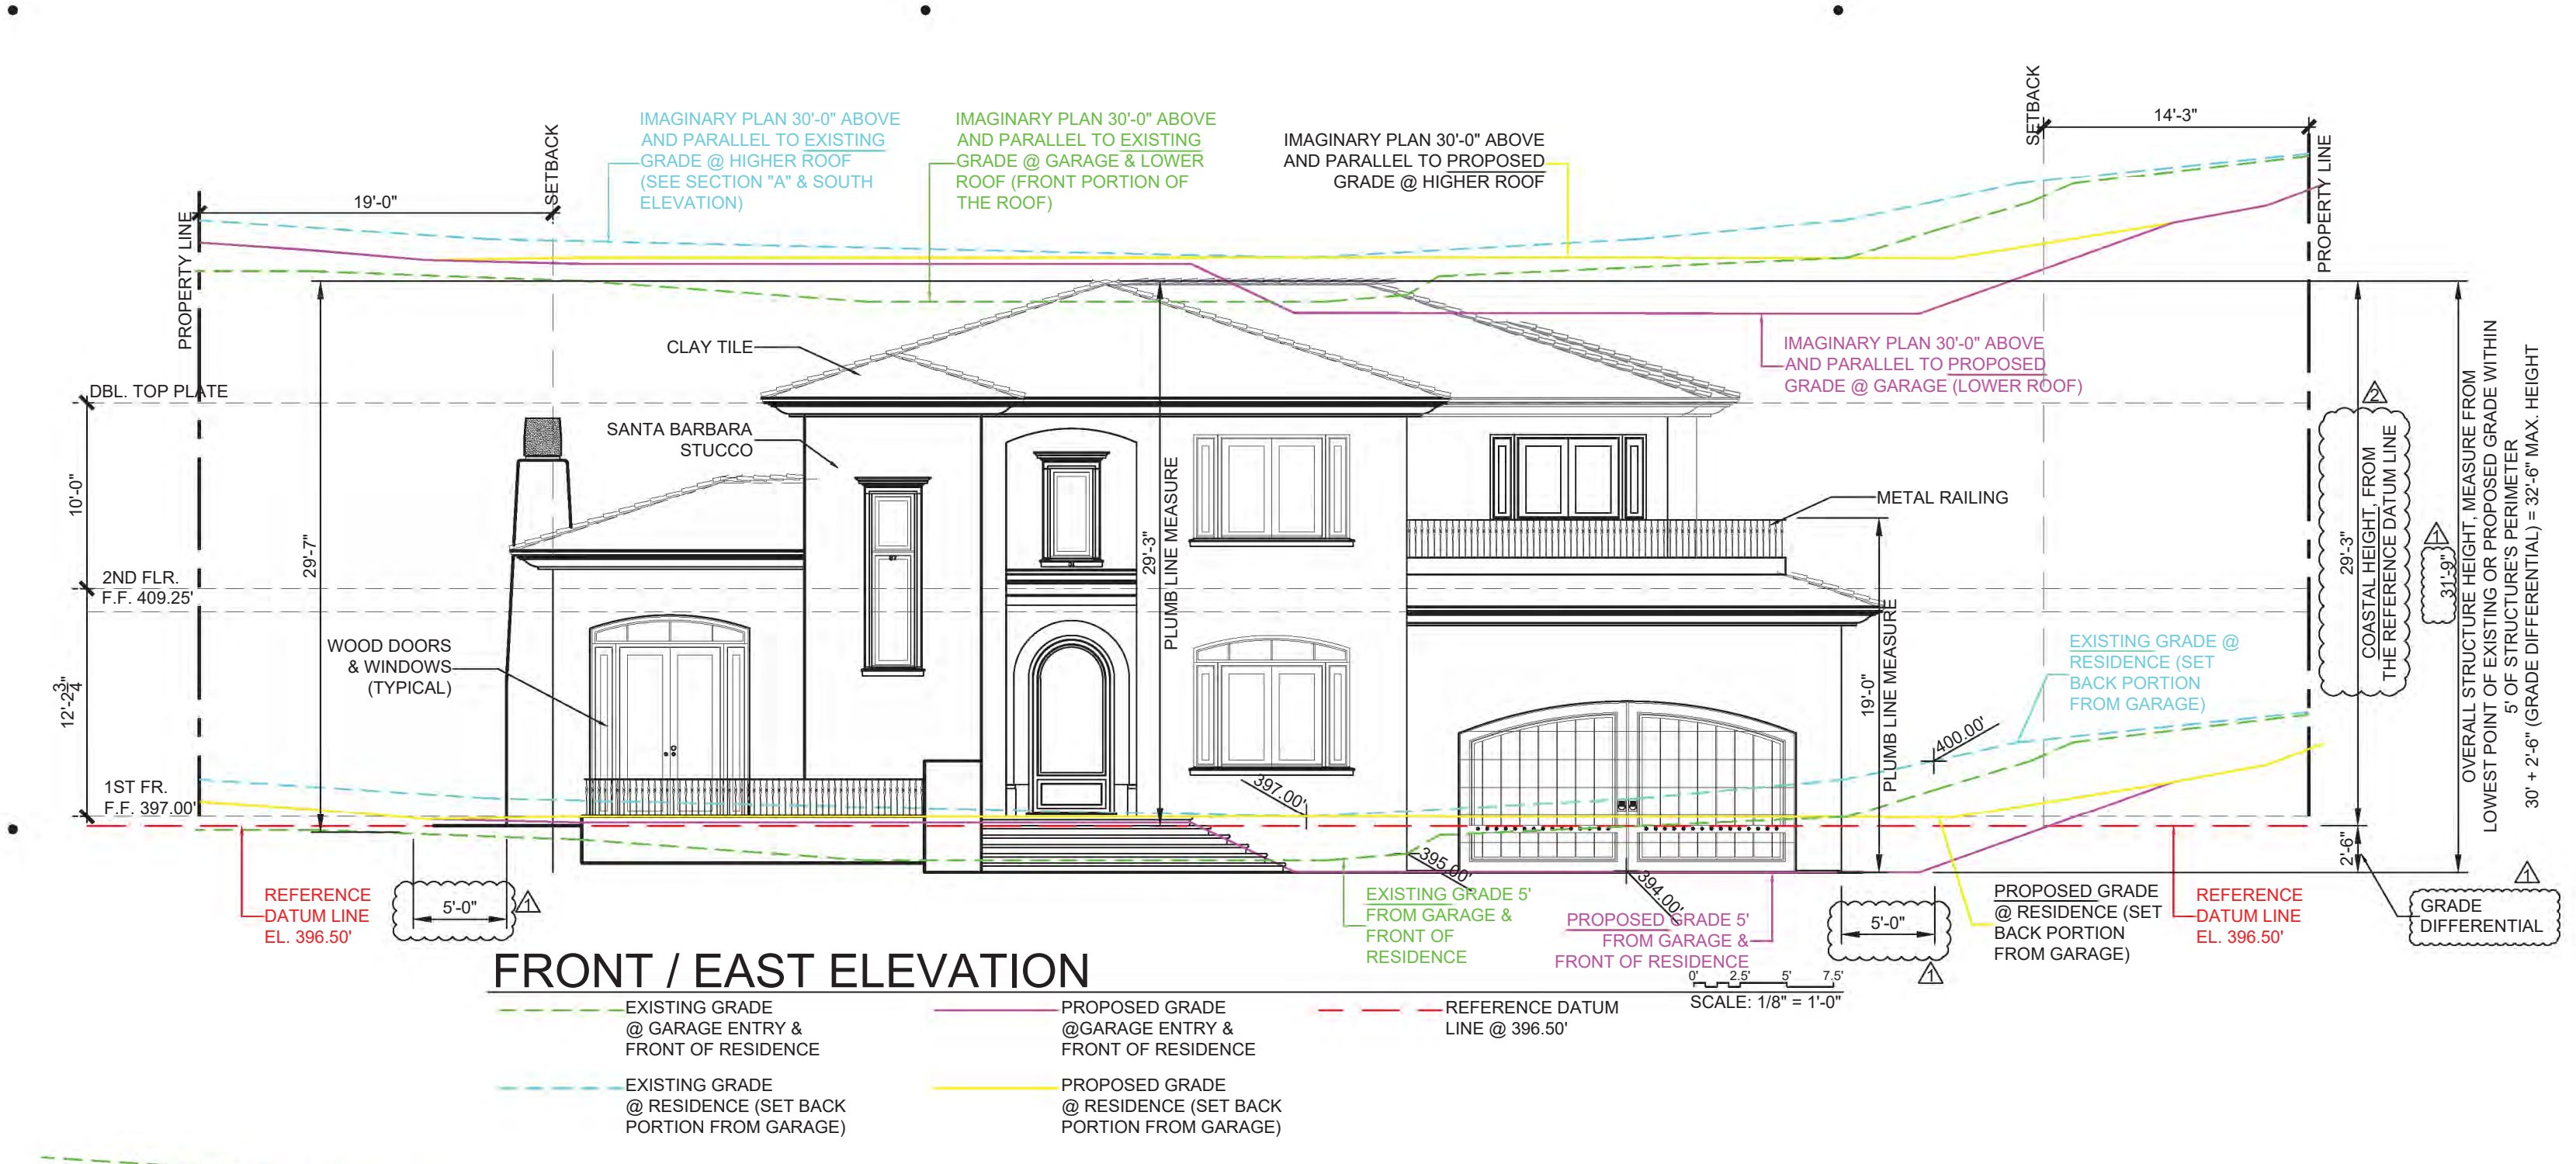 SETBACK
14'-3"
PROPERTY LINE
IMAGINARY PLAN 30'-0" ABOVE
AND PARALLEL TO EXISTING
GRADE @ HIGHER ROOF
(SEE SECTION "A" & SOUTH
ELEVATION)
IMAGINARY PLAN 30'-0" ABOVE
AND PARALLEL TO EXISTING
GRADE @ GARAGE & LOWER
ROOF (FRONT PORTION OF
THE ROOF)
IMAGINARY PLAN 30'-0" ABOVE
AND PARALLEL TO PROPOSED
GRADE @ HIGHER ROOF
SETBACK
19'-0"
PROPERTY LINE
CLAY TILE
IMAGINARY PLAN 30'-0" ABOVE
AND PARALLEL TO PROPOSED
GRADE @ GARAGE (LOWER ROOF)
DBL. TOP PLATE
SANTA BARBARA
STUCCO
METAL RAILING
10'-0"
29'-7"
29'-3"
PLUMB LINE MEASURE
2ND FLR.
F.F. 409.25'
WOOD DOORS
& WINDOWS
(TYPICAL)
12'-2 3/4"
1ST FR.
F.F. 397.00'
19'-0"
PLUMB LINE MEASURE
EXISTING GRADE @
RESIDENCE (SET
BACK PORTION
FROM GARAGE)
400.00'
397.00'
395.00'
394.00'
29'-3"
COASTAL HEIGHT, FROM
THE REFERENCE DATUM LINE
2
31'-9"
1
OVERALL STRUCTURE HEIGHT, MEASURE FROM
LOWEST POINT OF EXISTING OR PROPOSED GRADE WITHIN
5' OF STRUCTURE'S PERIMETER
30' + 2'-6" (GRADE DIFFERENTIAL) = 32'-6" MAX. HEIGHT
2'-6"
GRADE
DIFFERENTIAL
1
REFERENCE
DATUM LINE
EL. 396.50'
5'-0"
1
EXISTING GRADE 5'
FROM GARAGE &
FRONT OF
RESIDENCE
PROPOSED GRADE 5'
FROM GARAGE &
FRONT OF RESIDENCE
5'-0"
1
PROPOSED GRADE
@ RESIDENCE (SET
BACK PORTION
FROM GARAGE)
REFERENCE
DATUM LINE
EL. 396.50'
FRONT / EAST ELEVATION
0' 2.5' 5' 7.5'
SCALE: 1/8" = 1'-0"
EXISTING GRADE
@ GARAGE ENTRY &
FRONT OF RESIDENCE
PROPOSED GRADE
@GARAGE ENTRY &
FRONT OF RESIDENCE
REFERENCE DATUM
LINE @ 396.50'
EXISTING GRADE
@ RESIDENCE (SET BACK
PORTION FROM GARAGE)
PROPOSED GRADE
@ RESIDENCE (SET BACK
PORTION FROM GARAGE)